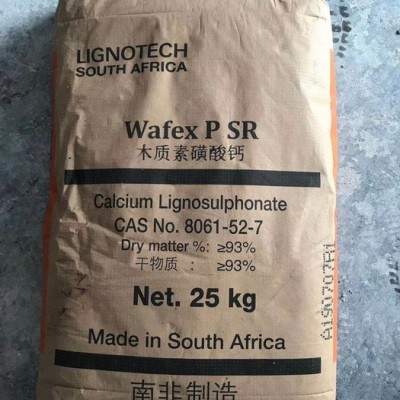 LIGNOTECH
SOUTH AFRICA
Wafex P SR
木质素磺酸钙
Calcium Lignosulphonate
CAS No. 8061-52-7
Dry matter %: ≥93%
干物质 : ≥93%
Net. 25 kg
Made in South Africa
南非制造
A190707R1